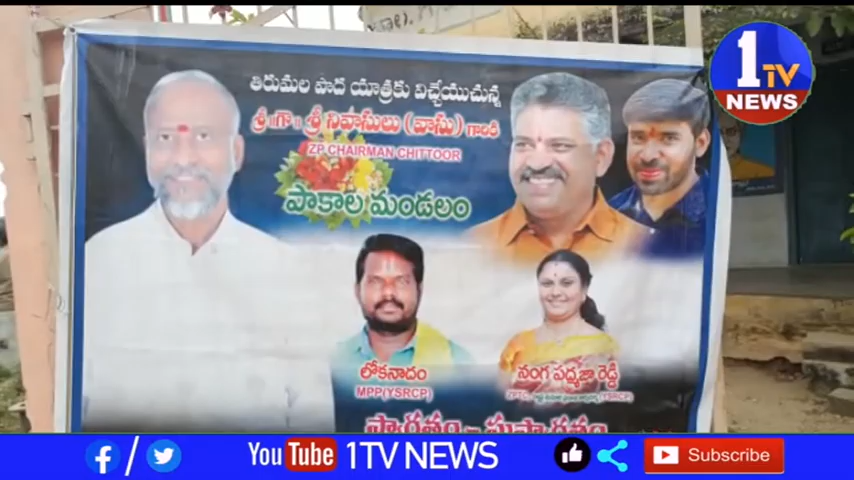 తిరుమల పాద యాత్రకు విచ్చేయుచున్న
శ్రీ॥గౌ॥ శ్రీనివాసులు (వాసు) గారికి
ZP CHAIRMAN CHITTOOR
పాకాల మండలం
లోకనాదం
MPP(YSRCP)
నంగ పద్మజా రెడ్డి
1TV
NEWS
f/
YouTube 1TV NEWS
Subscribe